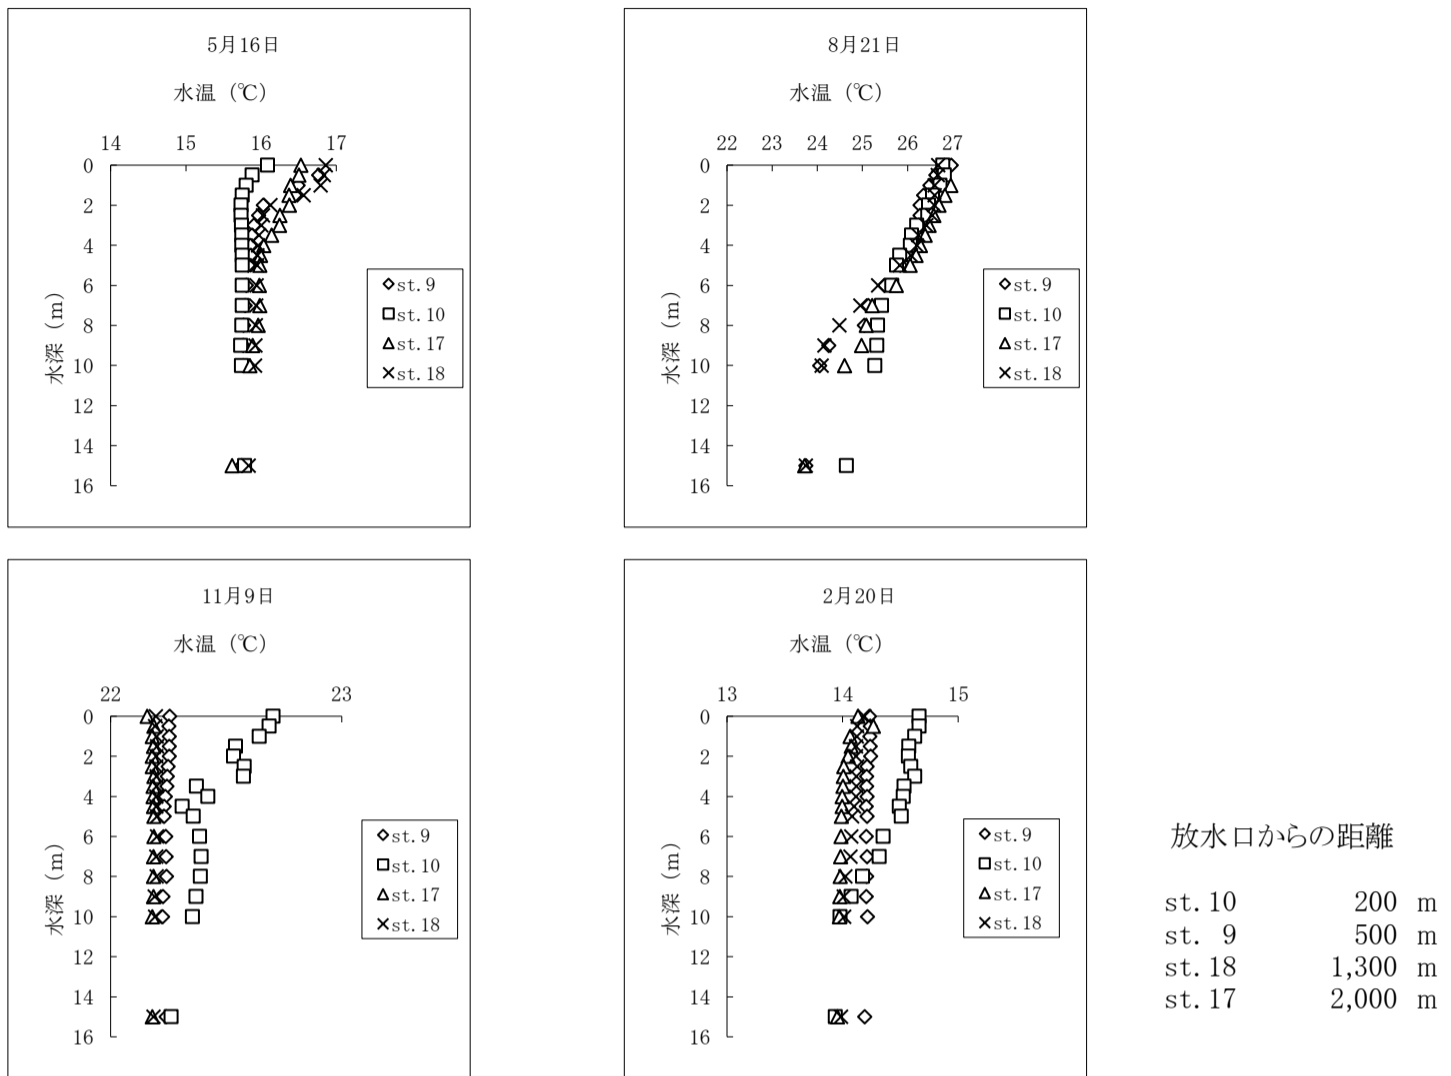 5月16日
水温 (℃)
14 15 16 17
0
2
4
6
8
10
12
14
16
水深 (m)
st. 9
st. 10
st. 17
st. 18
8月21日
水温 (℃)
22 23 24 25 26 27
0
2
4
6
8
10
12
14
16
水深 (m)
st. 9
st. 10
st. 17
st. 18
11月9日
水温 (℃)
22 23
0
2
4
6
8
10
12
14
16
水深 (m)
st. 9
st. 10
st. 17
st. 18
2月20日
水温 (℃)
13 14 15
0
2
4
6
8
10
12
14
16
水深 (m)
st. 9
st. 10
st. 17
st. 18
放水口からの距離
st. 10 200 m
st. 9 500 m
st. 18 1,300 m
st. 17 2,000 m